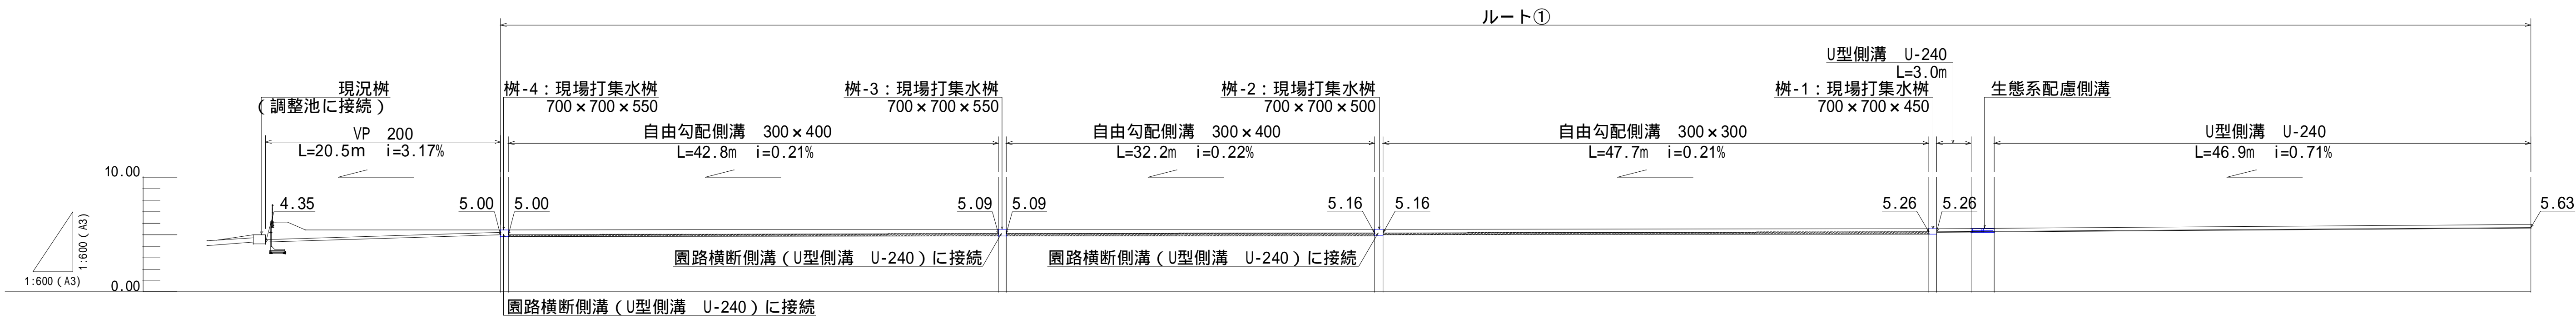 ルート①
U型側溝　U-240
L=3.0m
現況桝
（調整池に接続）
桝-4：現場打集水桝
700×700×550
桝-3：現場打集水桝
700×700×550
桝-2：現場打集水桝
700×700×500
桝-1：現場打集水桝
700×700×450
生態系配慮側溝
VP　200
L=20.5m　i=3.17%
自由勾配側溝　300×400
L=42.8m　i=0.21%
自由勾配側溝　300×400
L=32.2m　i=0.22%
自由勾配側溝　300×300
L=47.7m　i=0.21%
U型側溝　U-240
L=46.9m　i=0.71%
10.00
4.35
5.00
5.00
5.09
5.09
5.16
5.16
5.26
5.26
5.63
1:600（A3）
1:600（A3）
0.00
園路横断側溝（U型側溝　U-240）に接続
園路横断側溝（U型側溝　U-240）に接続
園路横断側溝（U型側溝　U-240）に接続